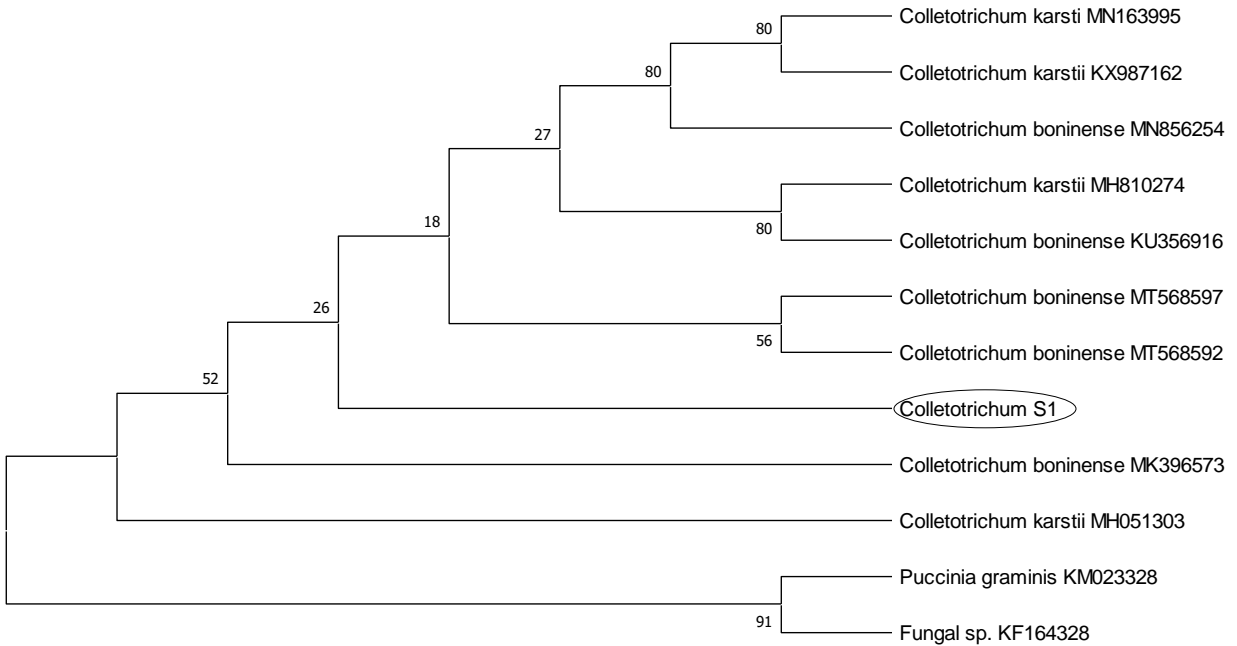 Colletotrichum karsti MN163995
80
Colletotrichum karstii KX987162
80
Colletotrichum boninense MN856254
27
Colletotrichum karstii MH810274
18
80
Colletotrichum boninense KU356916
Colletotrichum boninense MT568597
26
56
Colletotrichum boninense MT568592
52
Colletotrichum S1
Colletotrichum boninense MK396573
Colletotrichum karstii MH051303
Puccinia graminis KM023328
91
Fungal sp. KF164328